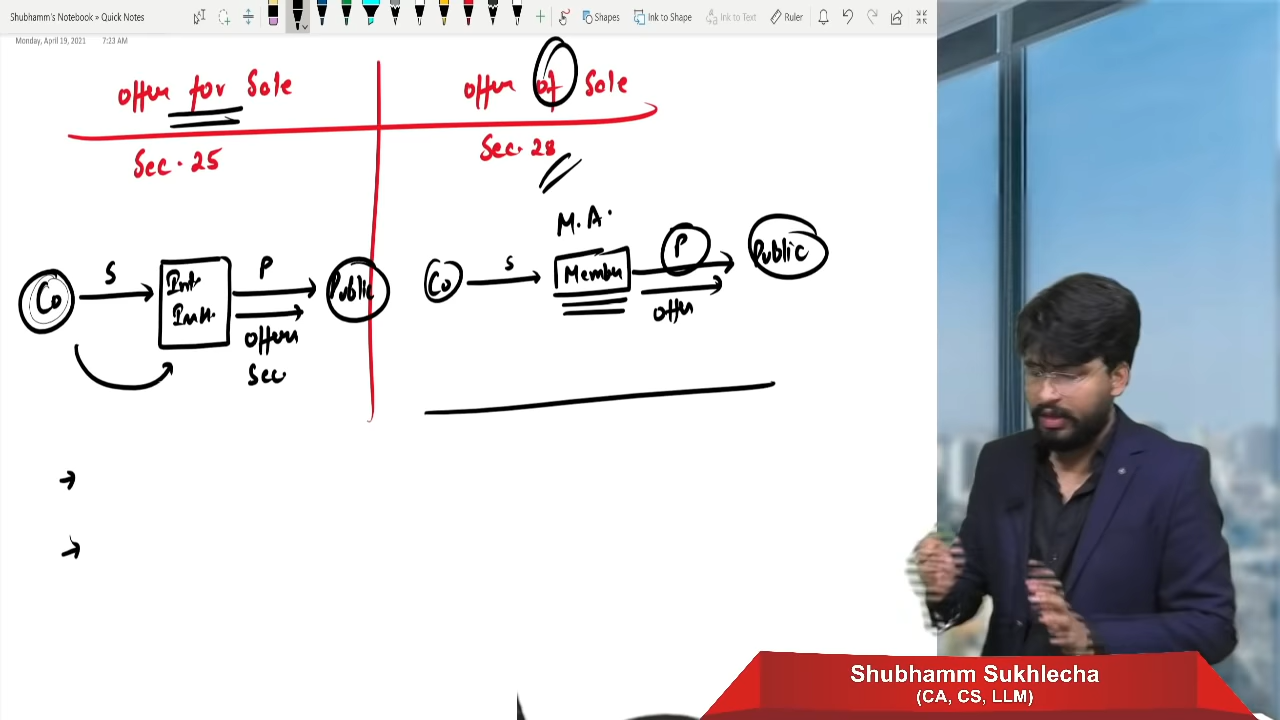 Shubhamm's Notebook » Quick Notes
Shapes
Ink to Shape
Ink to Text
Ruler
Monday, April 19, 2021 7:23 AM
Offer for Sale
Offer of Sale
Sec. 25
Sec. 28
M.A.
Co
S
P
Public
Offers
Sec
Co
S
Member
P
Public
Offer
Shubhamm Sukhlecha
(CA, CS, LLM)